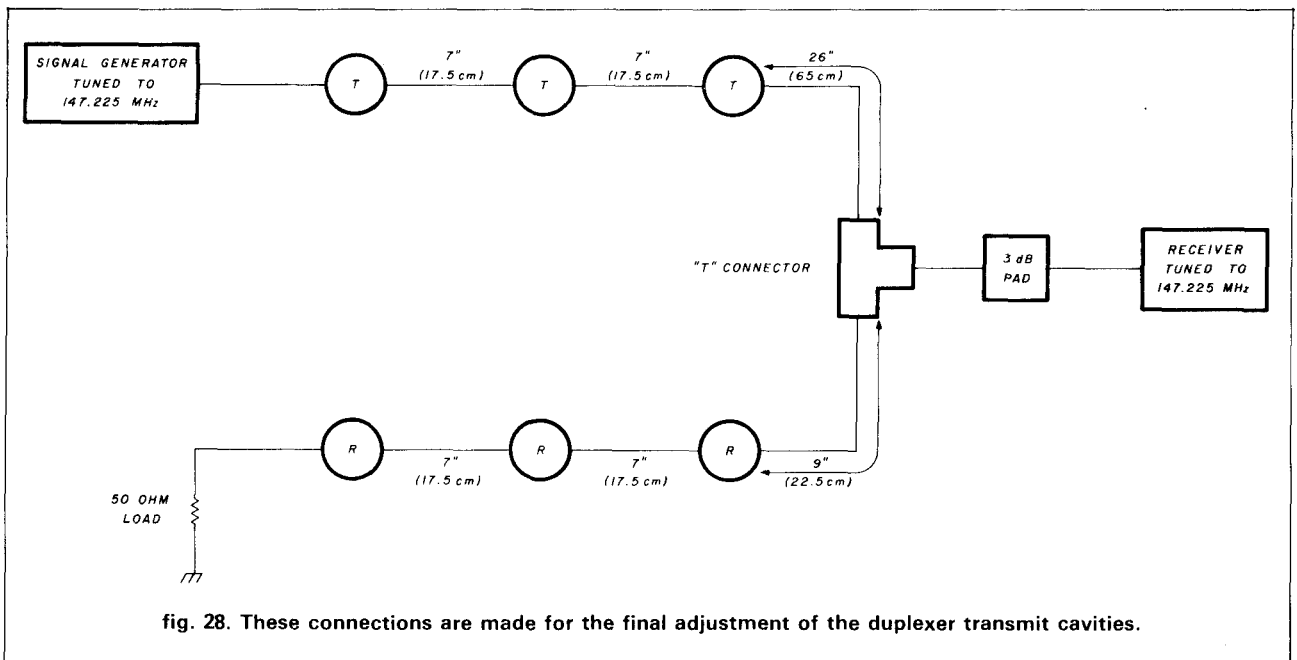 SIGNAL GENERATOR
TUNED TO
147.225 MHz
T
7"
(17.5 cm)
T
7"
(17.5 cm)
T
26"
(65 cm)
"T" CONNECTOR
3 dB
PAD
RECEIVER
TUNED TO
147.225 MHz
50 OHM
LOAD
R
7"
(17.5 cm)
R
7"
(17.5 cm)
R
9"
(22.5 cm)
fig. 28. These connections are made for the final adjustment of the duplexer transmit cavities.